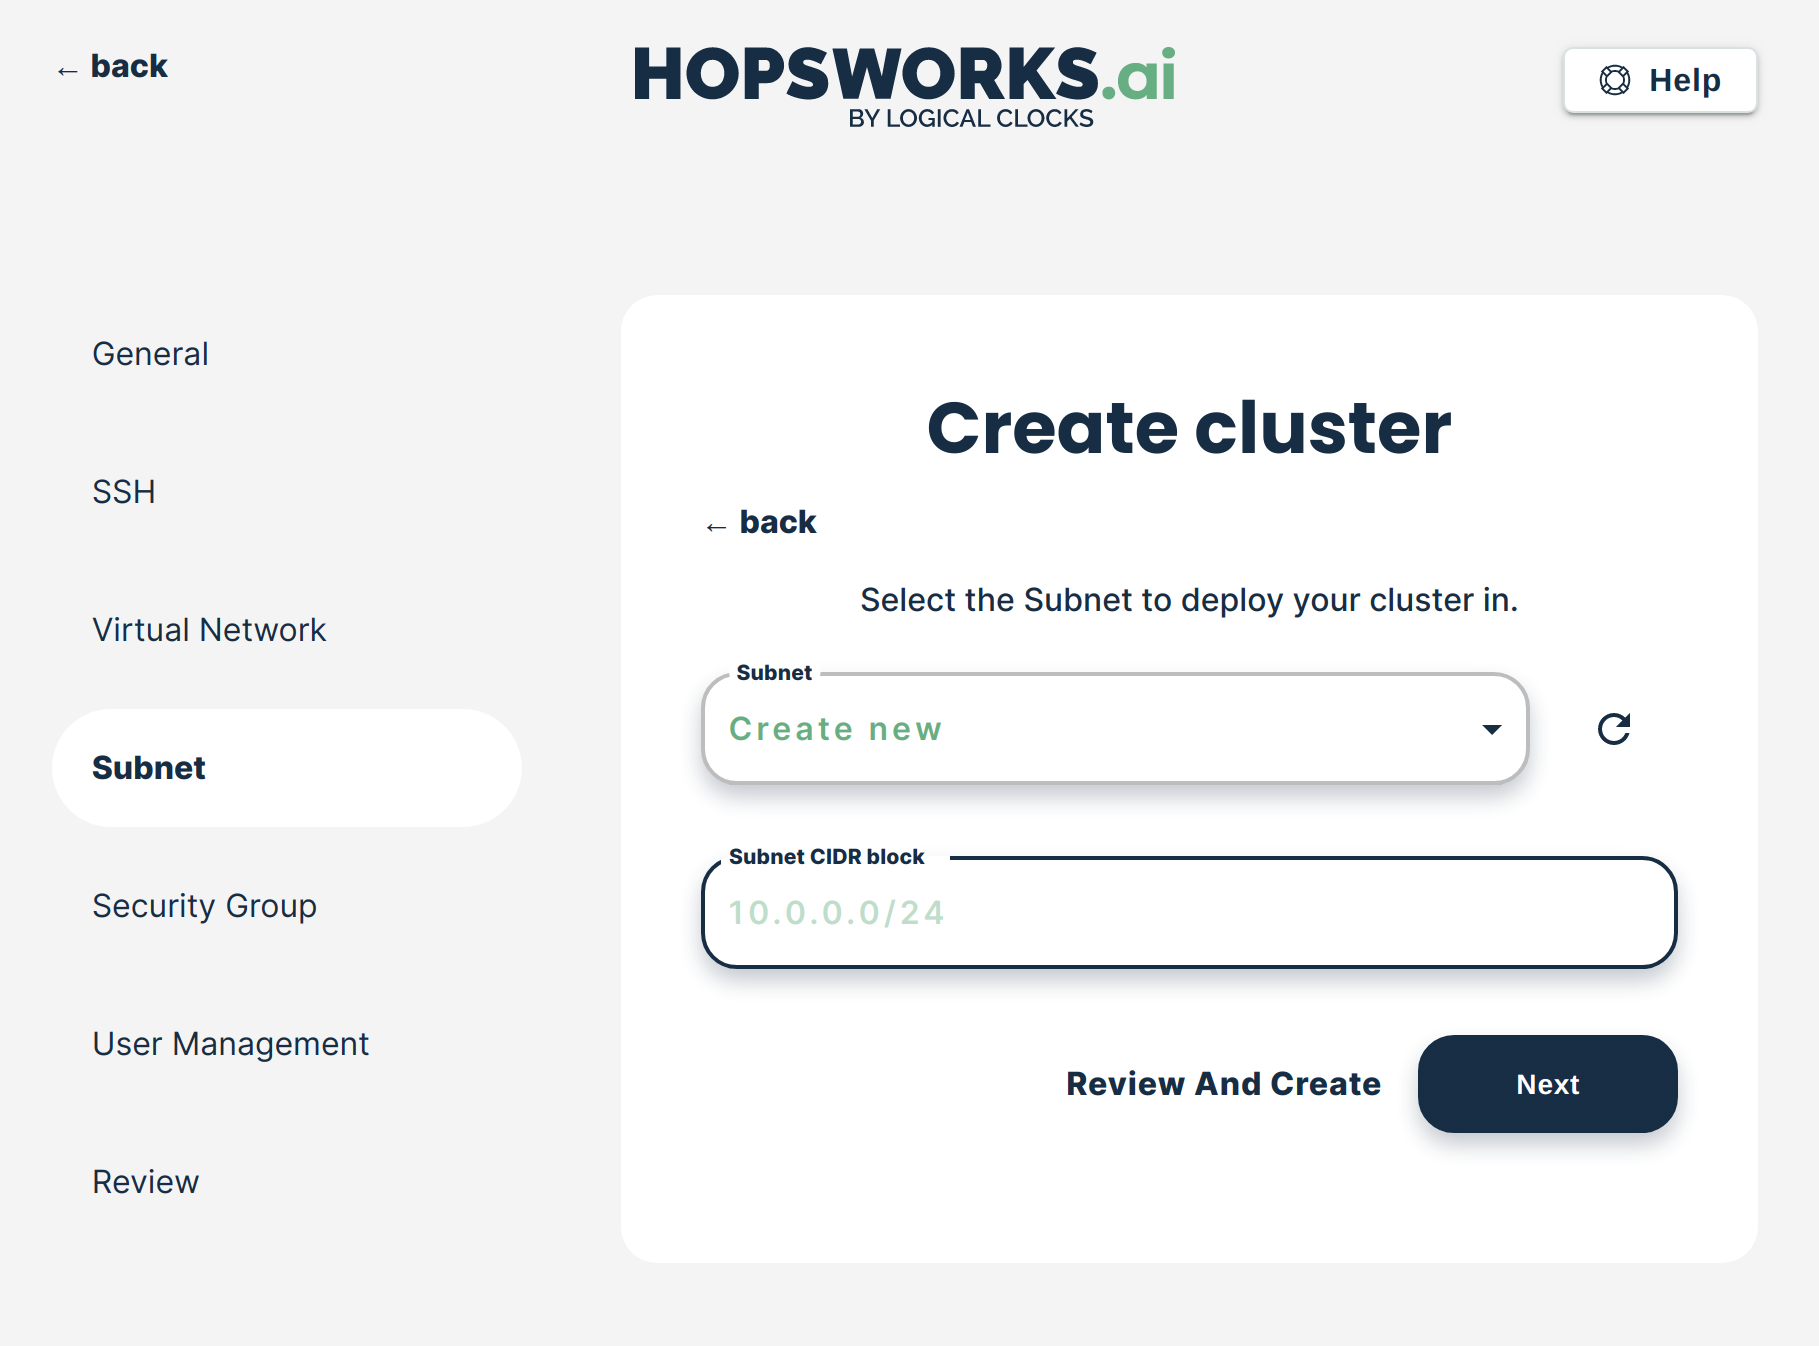 ← back
HOPSWORKS.ai
BY LOGICAL CLOCKS
Help
General
SSH
Virtual Network
Subnet
Security Group
User Management
Review
Create cluster
← back
Select the Subnet to deploy your cluster in.
Subnet
Create new
Subnet CIDR block
10.0.0.0/24
Review And Create
Next